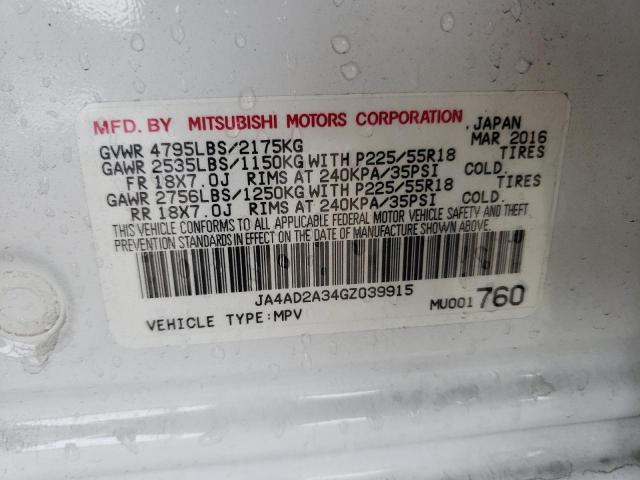 MFD. BY MITSUBISHI MOTORS CORPORATION, JAPAN
GVWR 4795LBS/2175KG MAR 2016
GAWR 2535LBS/1150KG WITH P225/55R18 TIRES
FR 18X7.0J RIMS AT 240KPA/35PSI COLD.
GAWR 2756LBS/1250KG WITH P225/55R18 TIRES
RR 18X7.0J RIMS AT 240KPA/35PSI COLD.
THIS VEHICLE CONFORMS TO ALL APPLICABLE FEDERAL MOTOR VEHICLE SAFETY AND THEFT
PREVENTION STANDARDS IN EFFECT ON THE DATE OF MANUFACTURE SHOWN ABOVE.
JA4AD2A34GZ039915
VEHICLE TYPE:MPV MU001760